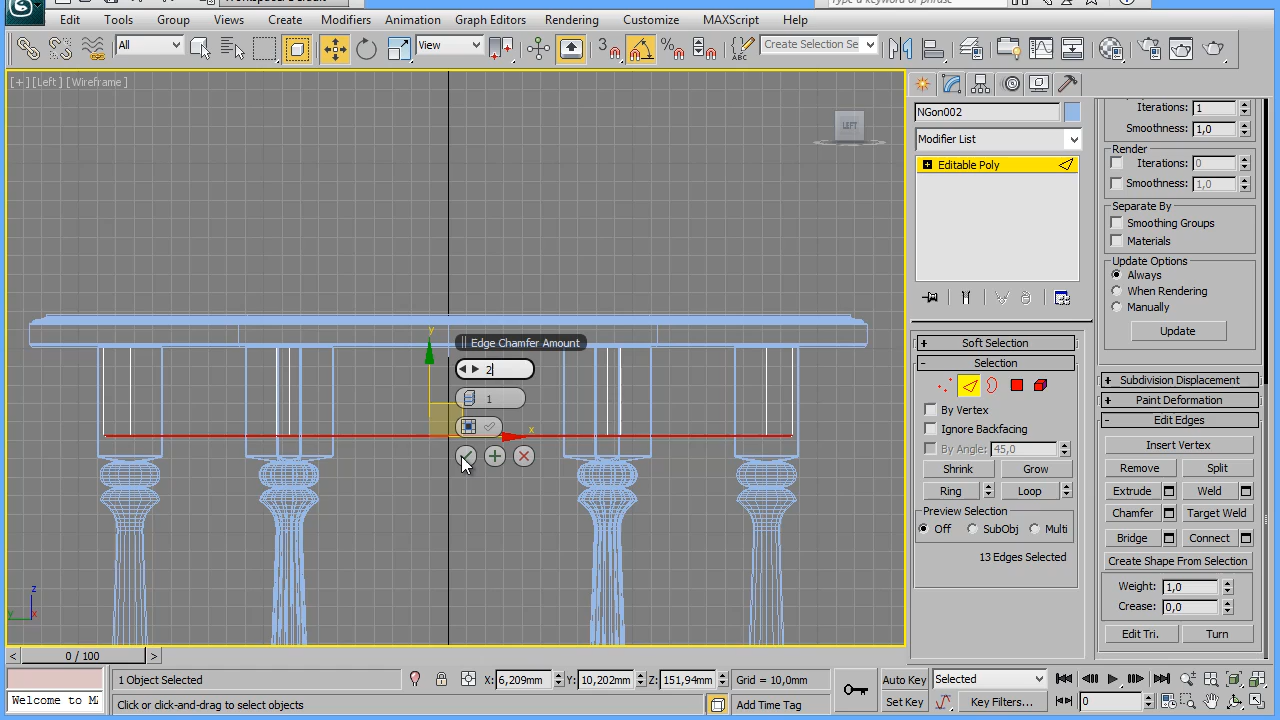 Edit Tools Group Views Create Modifiers Animation Graph Editors Rendering Customize MAXScript Help
All View 3 % ABC Create Selection Se
[+] [Left] [Wireframe]
LEFT
NGon002
Modifier List
Editable Poly
Iterations: 1
Smoothness: 1,0
Render
Iterations: 0
Smoothness: 1,0
Separate By
Smoothing Groups
Materials
Update Options
Always
When Rendering
Manually
Update
+ Subdivision Displacement
+ Paint Deformation
- Edit Edges
Insert Vertex
Remove Split
Extrude Weld
Chamfer Target Weld
Bridge Connect
Create Shape From Selection
Weight: 1,0
Crease: 0,0
Edit Tri. Turn
+ Soft Selection
- Selection
By Vertex
Ignore Backfacing
By Angle: 45,0
Shrink Grow
Ring Loop
Preview Selection
Off SubObj Multi
13 Edges Selected
y
Edge Chamfer Amount
2
1
x
z
y x
< 0 / 100 >
1 Object Selected X: 6,209mm Y: 10,202mm Z: 151,94mm Grid = 10,0mm Auto Key Selected
Welcome to M Click or click-and-drag to select objects Add Time Tag Set Key Key Filters... 0